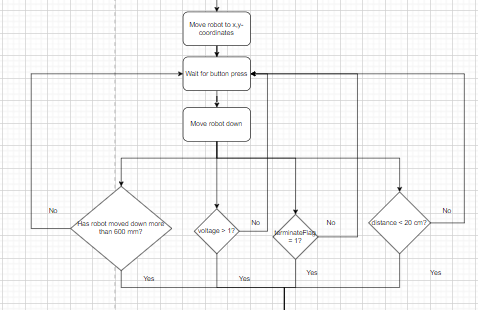 Move robot to x,y-
coordinates
Wait for button press
Move robot down
No
Has robot moved down more
than 600 mm?
voltage > 1?
No
terminateFlag
= 1?
No
distance < 20 cm?
No
Yes
Yes
Yes
Yes